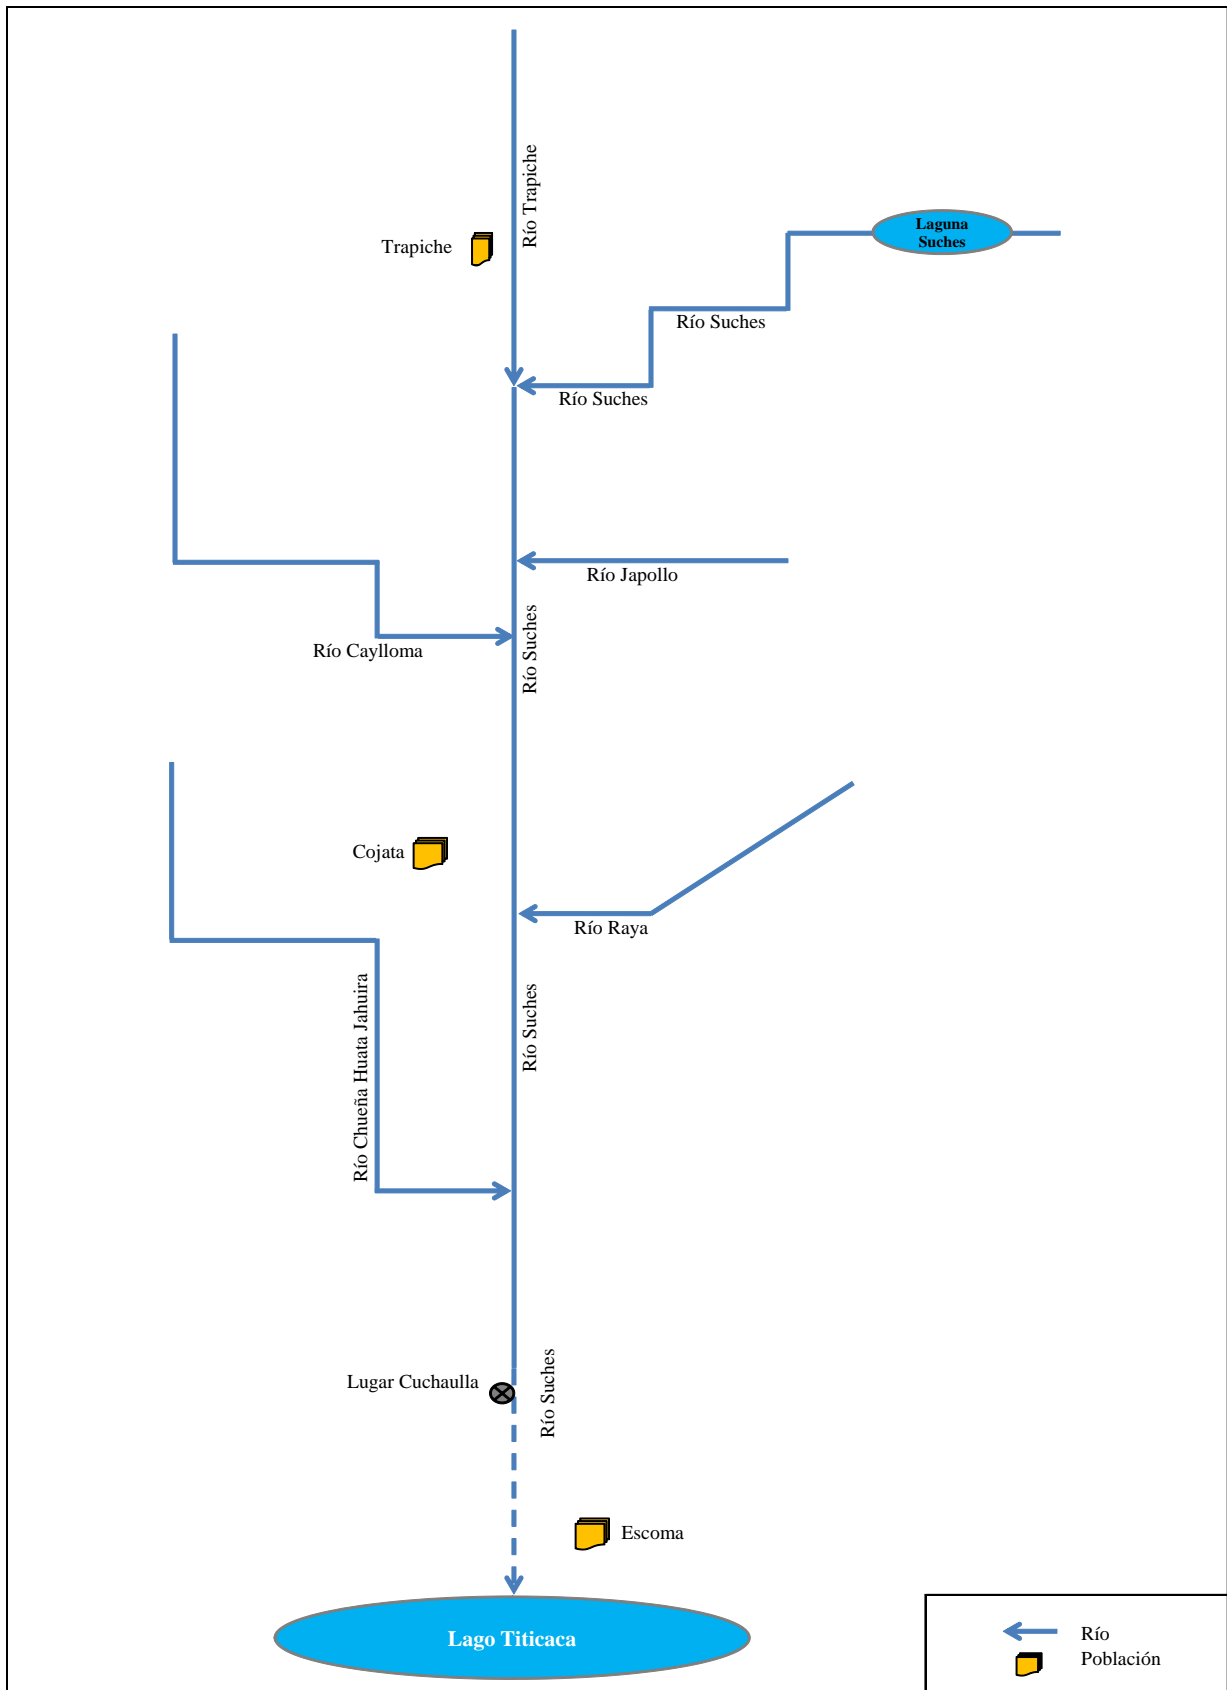 Río Trapiche
Laguna
Suches
Trapiche
Río Suches
Río Suches
Río Japollo
Río Suches
Río Caylloma
Cojata
Río Raya
Río Chueña Huata Jahuira
Río Suches
Lugar Cuchaulla
Río Suches
Escoma
Lago Titicaca
Río
Población